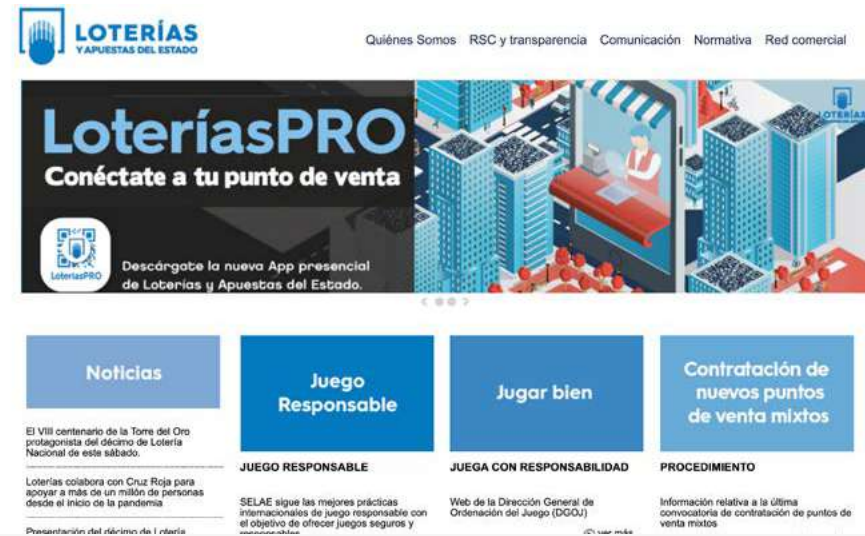 LOTERÍAS
Y APUESTAS DEL ESTADO
Quiénes Somos RSC y transparencia Comunicación Normativa Red comercial
LoteríasPRO
Conéctate a tu punto de venta
LoteríasPRO
Descárgate la nueva App presencial
de Loterías y Apuestas del Estado.
LOTERÍAS
Noticias
El VIII centenario de la Torre del Oro
protagonista del décimo de Lotería
Nacional de este sábado.
Loterías colabora con Cruz Roja para
apoyar a más de un millón de personas
desde el inicio de la pandemia
Presentación del décimo de Lotería
Juego
Responsable
JUEGO RESPONSABLE
SELAE sigue las mejores prácticas
internacionales de juego responsable con
el objetivo de ofrecer juegos seguros y
responsables
Jugar bien
JUEGA CON RESPONSABILIDAD
Web de la Dirección General de
Ordenación del Juego (DGOJ)
ver más
Contratación de
nuevos puntos
de venta mixtos
PROCEDIMIENTO
Información relativa a la última
convocatoria de contratación de puntos de
venta mixtos